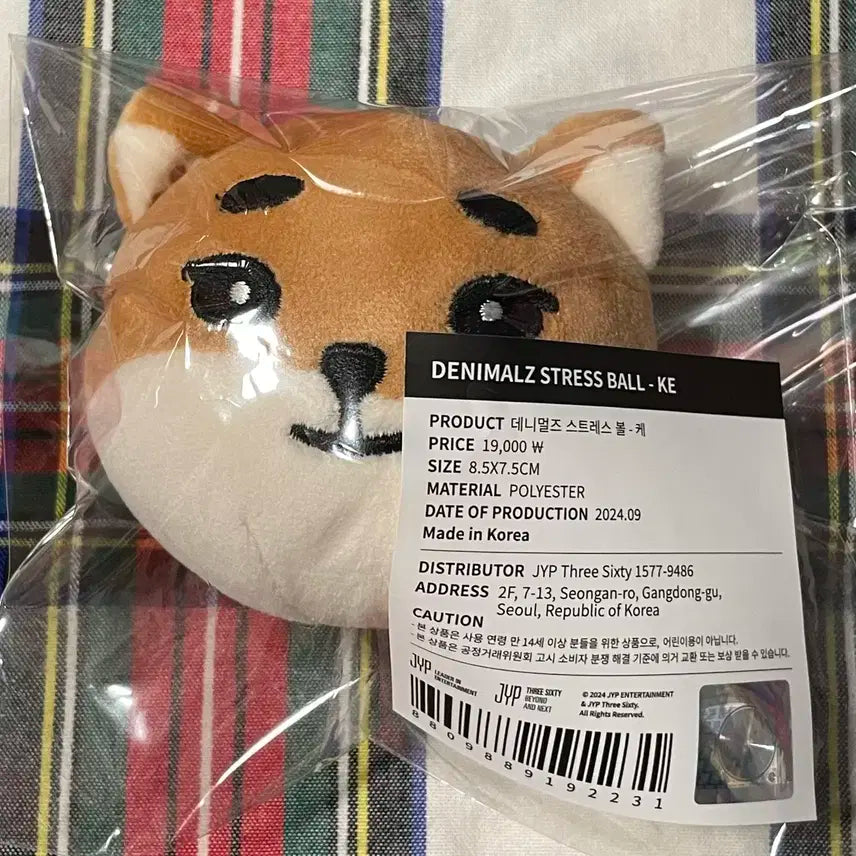 DENIMALZ STRESS BALL - KE
PRODUCT 데니멀즈 스트레스 볼 - 케
PRICE 19,000 ₩
SIZE 8.5X7.5CM
MATERIAL POLYESTER
DATE OF PRODUCTION 2024.09
Made in Korea
DISTRIBUTOR JYP Three Sixty 1577-9486
ADDRESS 2F, 7-13, Seongan-ro, Gangdong-gu,
Seoul, Republic of Korea
CAUTION
- 본 상품은 사용 연령 만 14세 이상 분들을 위한 상품으로, 어린이용이 아닙니다.
- 본 상품은 공정거래위원회 고시 소비자 분쟁 해결 기준에 의거 교환 또는 보상 받을 수 있습니다.
JYP LEADER IN
ENTERTAINMENT
JYP THREE SIXTY
BEYOND
AND NEXT
© 2024 JYP ENTERTAINMENT
& JYP Three Sixty.
All Rights Reserved.
8809889192231